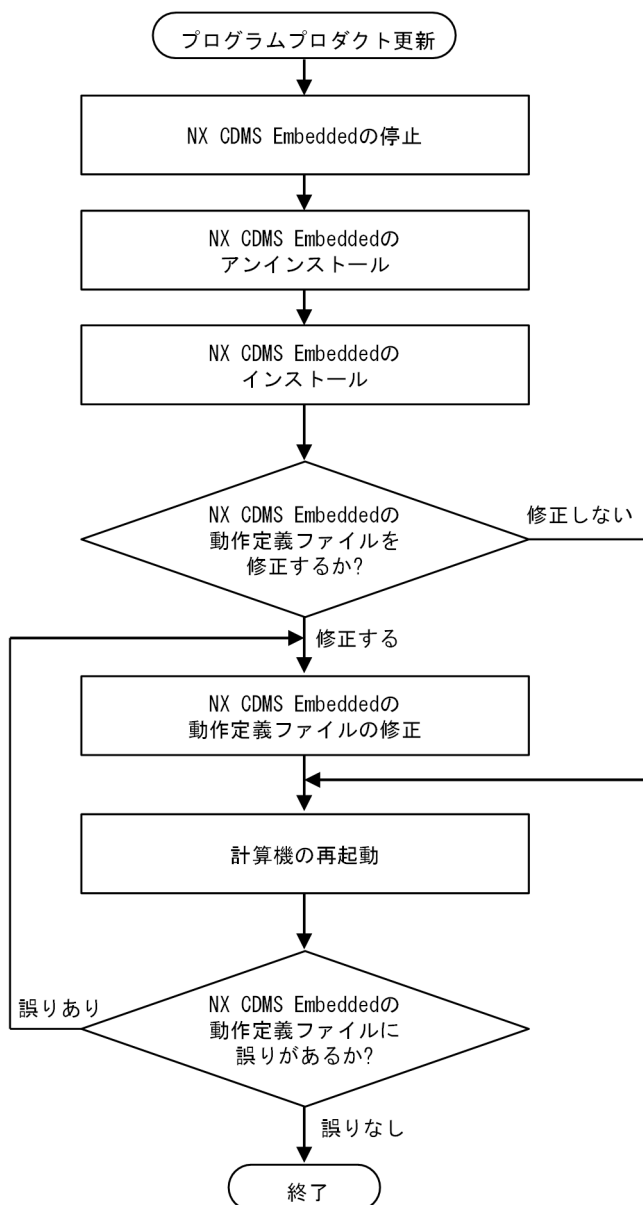 プログラムプロダクト更新
NX CDMS Embeddedの停止
NX CDMS Embeddedの
アンインストール
NX CDMS Embeddedの
インストール
NX CDMS Embeddedの
動作定義ファイルを
修正するか?
修正しない
修正する
NX CDMS Embeddedの
動作定義ファイルの修正
計算機の再起動
NX CDMS Embeddedの
動作定義ファイルに
誤りがあるか?
誤りあり
誤りなし
終了